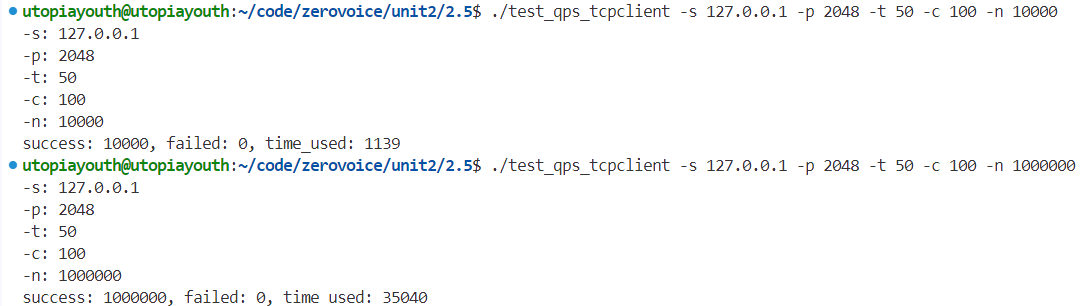 utopiayouth@utopiayouth:~/code/zerovoice/unit2/2.5$ ./test_qps_tcpclient -s 127.0.0.1 -p 2048 -t 50 -c 100 -n 10000
-s: 127.0.0.1
-p: 2048
-t: 50
-c: 100
-n: 10000
success: 10000, failed: 0, time_used: 1139
utopiayouth@utopiayouth:~/code/zerovoice/unit2/2.5$ ./test_qps_tcpclient -s 127.0.0.1 -p 2048 -t 50 -c 100 -n 1000000
-s: 127.0.0.1
-p: 2048
-t: 50
-c: 100
-n: 1000000
success: 1000000, failed: 0, time_used: 35040